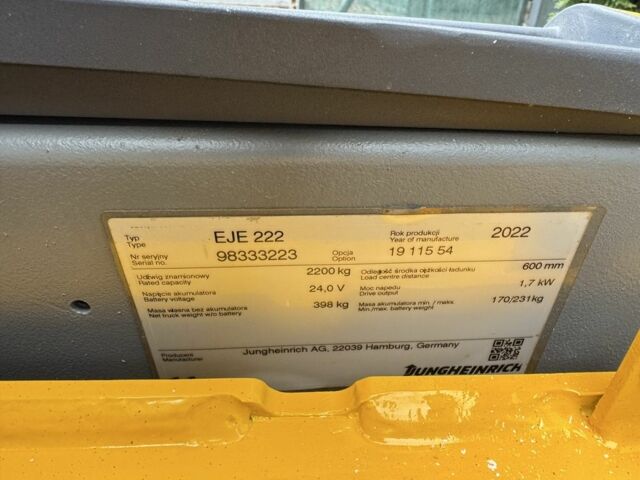 Typ EJE 222 Rok produkcji 2022
Type Year of manufacture
Nr seryjny 98333223 Opcja 19 115 54
Serial no. Option
Udźwig znamionowy 2200 kg Odległość środka ciężkości ładunku 600 mm
Rated capacity Load centre distance
Napięcie akumulatora 24,0 V Moc napędu 1,7 kW
Battery voltage Drive output
Masa własna bez akumulatora 398 kg Masa akumulatora min. / maks. 170/231kg
Net truck weight w/o battery Min./max. battery weight
Producent Jungheinrich AG, 22039 Hamburg, Germany
Manufacturer
JUNGHEINRICH